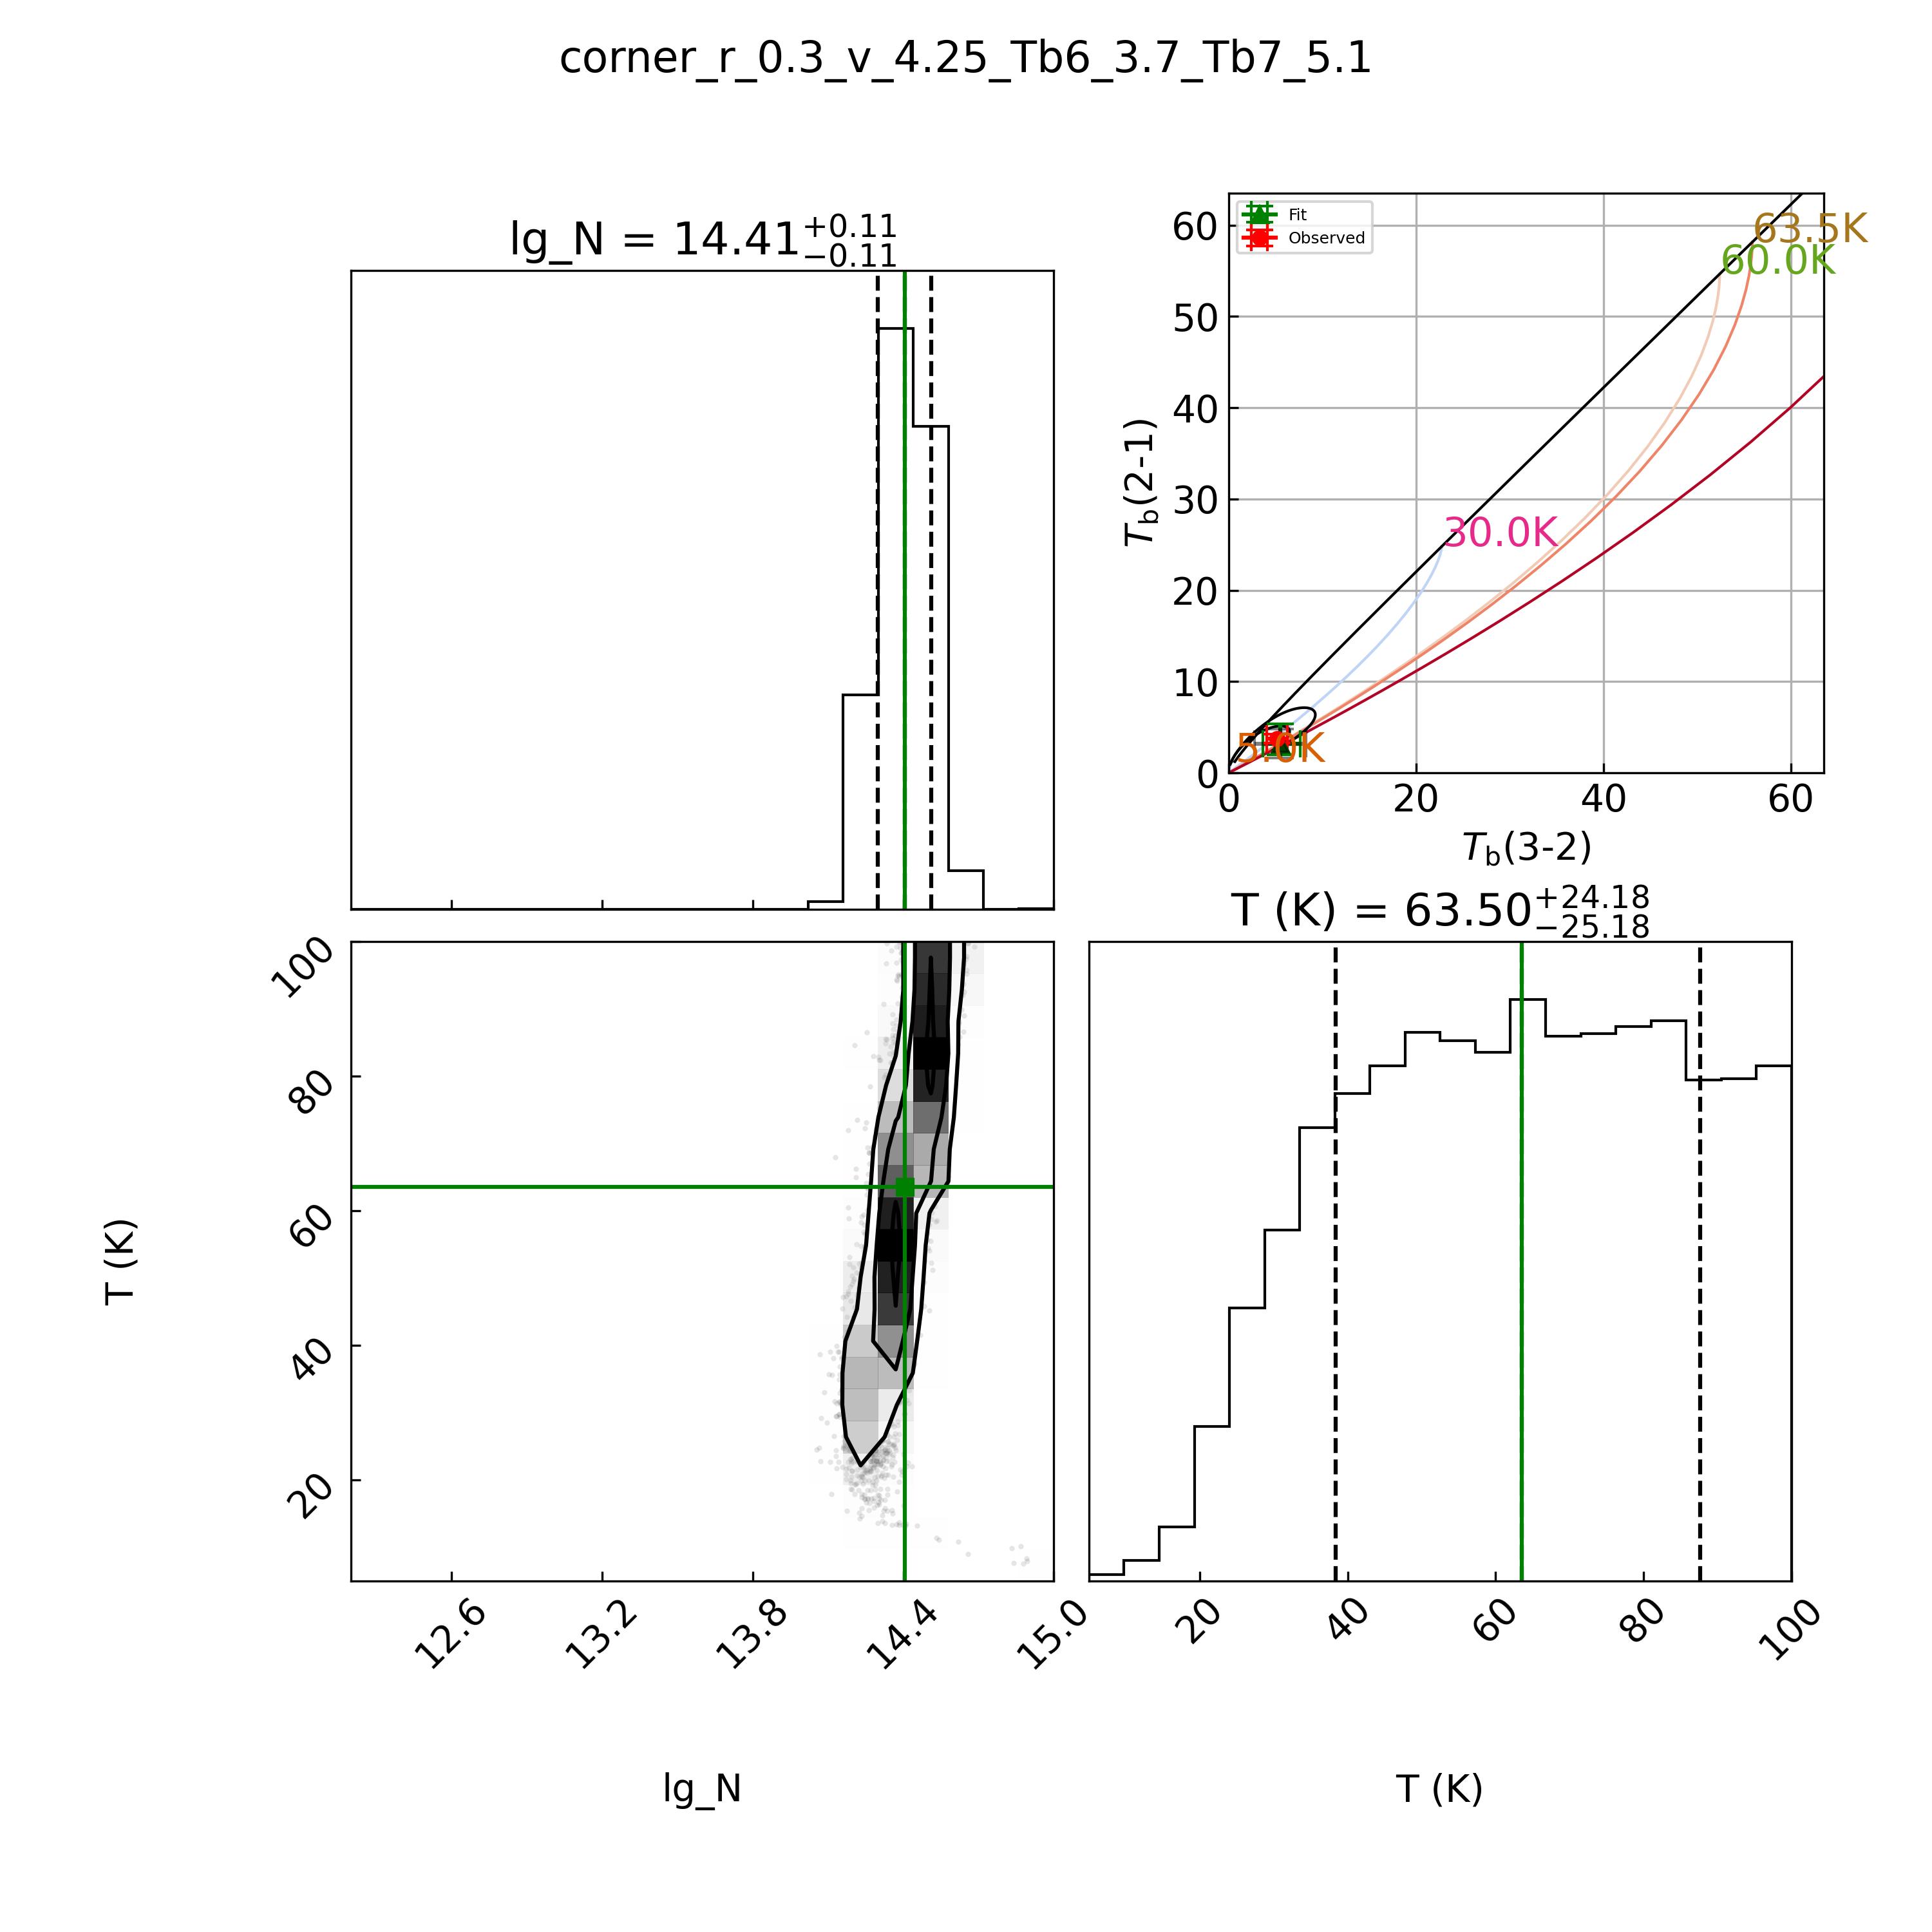 corner_r_0.3_v_4.25_Tb6_3.7_Tb7_5.1
lg_N = 14.41+0.11−0.11
Fit
Observed
63.5K
60.0K
30.0K
5.0K
60
50
40
30
20
10
0
Tb(2-1)
0 20 40 60
Tb(3-2)
T (K) = 63.50+24.18−25.18
100
80
60
40
20
T (K)
12.6 13.2 13.8 14.4 15.0
lg_N
20 40 60 80 100
T (K)